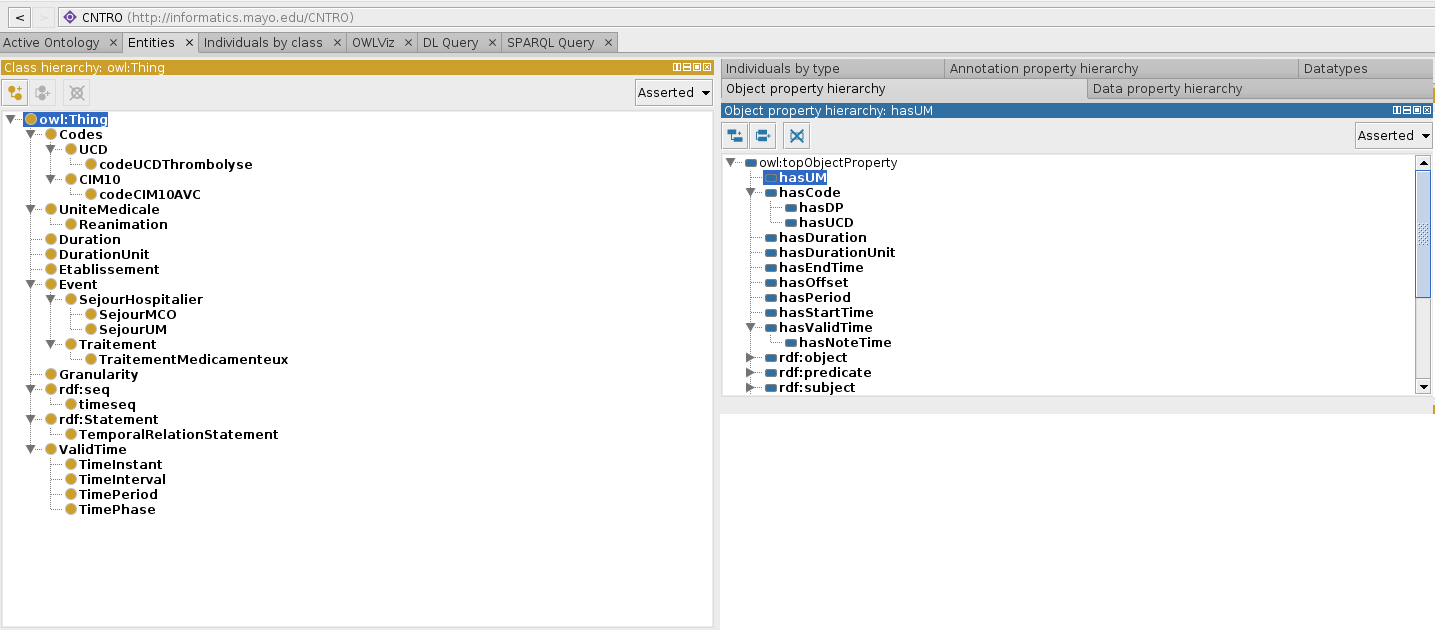 < > CNTRO (http://informatics.mayo.edu/CNTRO)
Active Ontology × Entities × Individuals by class × OWLViz × DL Query × SPARQL Query ×
Class hierarchy: owl:Thing
Asserted
owl:Thing
Codes
UCD
codeUCDThrombolyse
CIM10
codeCIM10AVC
UniteMedicale
Reanimation
Duration
DurationUnit
Etablissement
Event
SejourHospitalier
SejourMCO
SejourUM
Traitement
TraitementMedicamenteux
Granularity
rdf:seq
timeseq
rdf:Statement
TemporalRelationStatement
ValidTime
TimeInstant
TimeInterval
TimePeriod
TimePhase
Individuals by type Annotation property hierarchy Datatypes
Object property hierarchy Data property hierarchy
Object property hierarchy: hasUM
Asserted
owl:topObjectProperty
hasUM
hasCode
hasDP
hasUCD
hasDuration
hasDurationUnit
hasEndTime
hasOffset
hasPeriod
hasStartTime
hasValidTime
hasNoteTime
rdf:object
rdf:predicate
rdf:subject